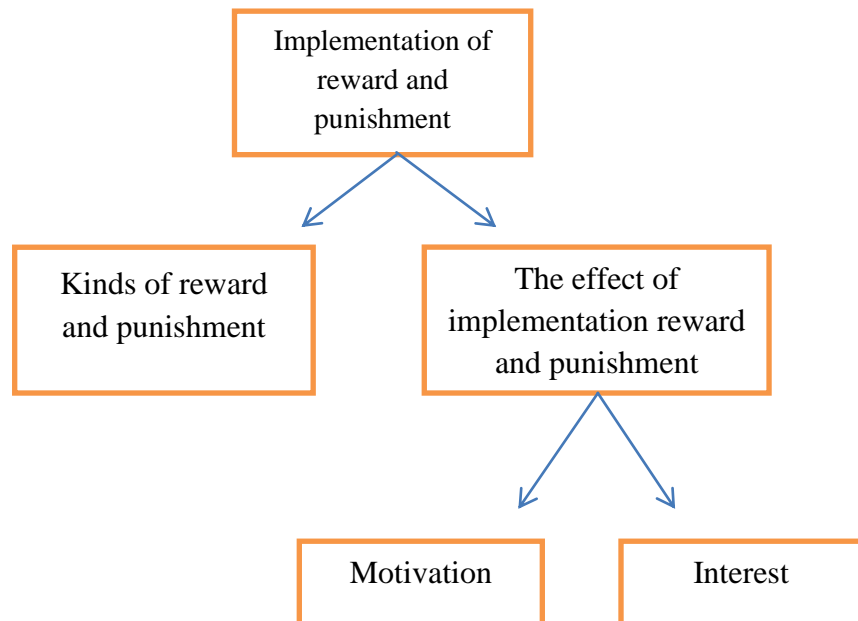 Implementation of
reward and
punishment
Kinds of reward
and punishment
The effect of
implementation reward
and punishment
Motivation
Interest